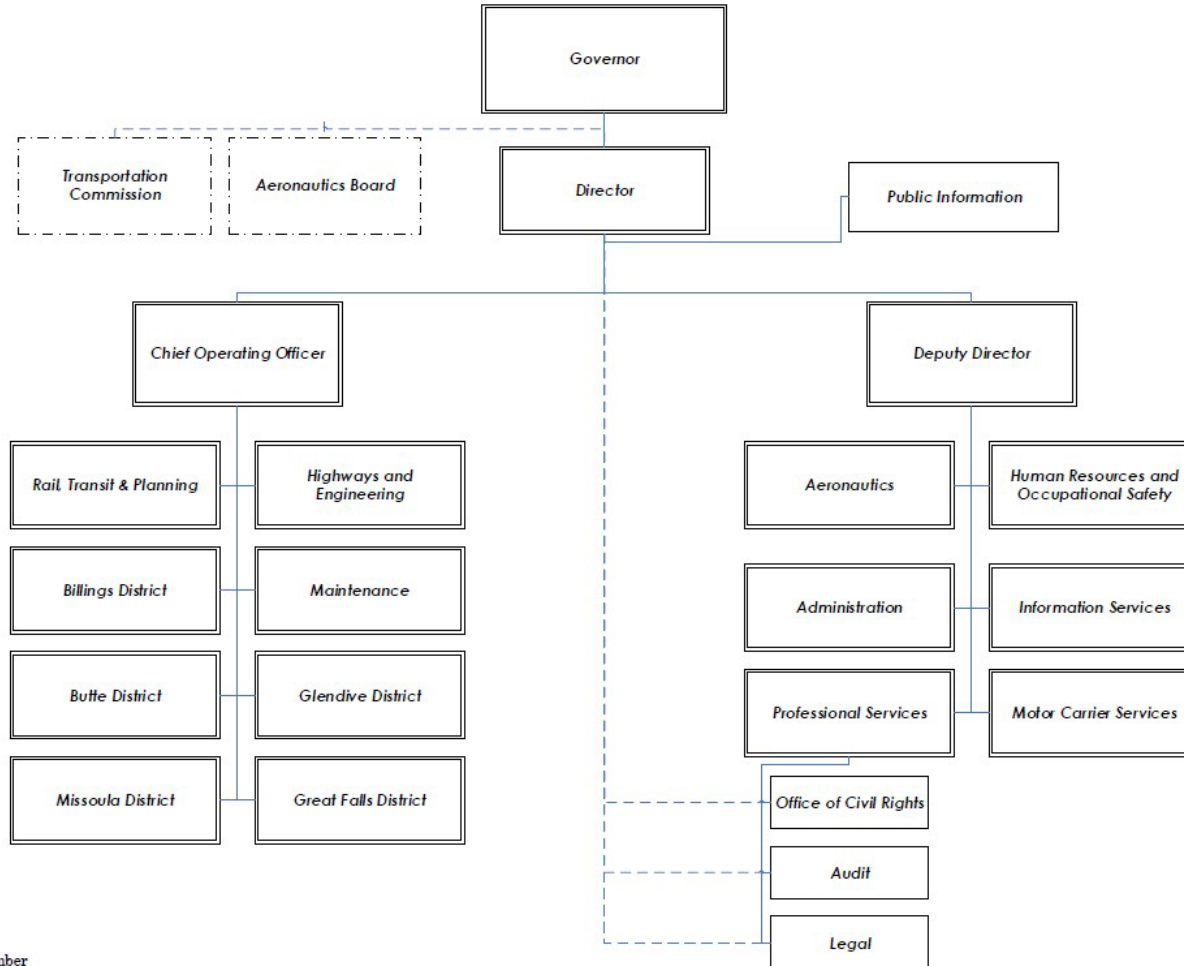 Governor
Transportation
Commission
Aeronautics Board
Director
Public Information
Chief Operating Officer
Deputy Director
Rail, Transit & Planning
Highways and
Engineering
Aeronautics
Human Resources and
Occupational Safety
Billings District
Maintenance
Administration
Information Services
Butte District
Glendive District
Professional Services
Motor Carrier Services
Missoula District
Great Falls District
Office of Civil Rights
Audit
Legal